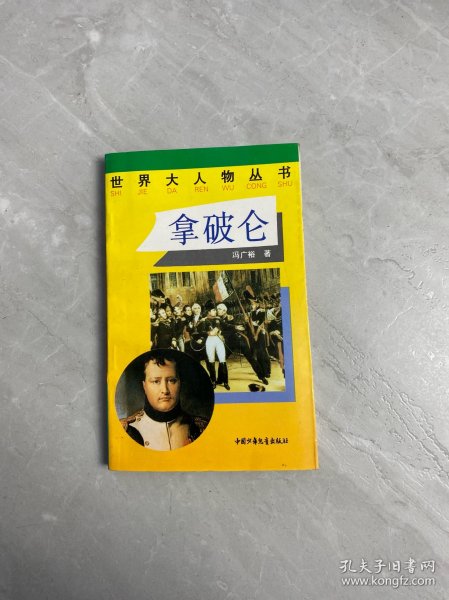 世界大人物丛书
SHI JIE DA REN WU CONG SHU
拿破仑
冯广裕 著
中国少年儿童出版社
孔夫子旧书网
www.kongfz.com